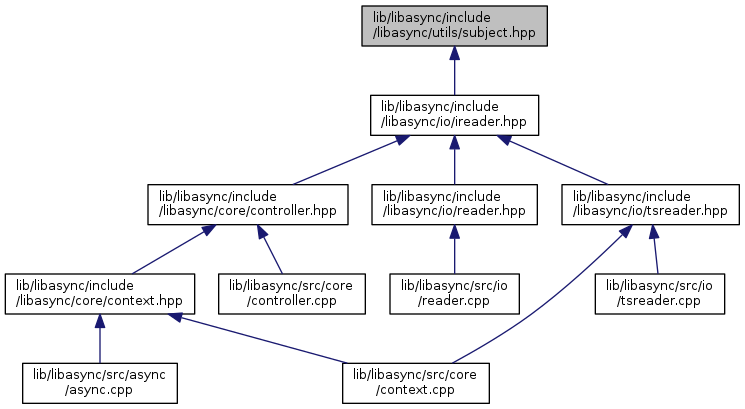 lib/libasync/include
/libasync/utils/subject.hpp
lib/libasync/include
/libasync/io/ireader.hpp
lib/libasync/include
/libasync/core/controller.hpp
lib/libasync/include
/libasync/io/reader.hpp
lib/libasync/include
/libasync/io/tsreader.hpp
lib/libasync/include
/libasync/core/context.hpp
lib/libasync/src/core
/controller.cpp
lib/libasync/src/io
/reader.cpp
lib/libasync/src/io
/tsreader.cpp
lib/libasync/src/async
/async.cpp
lib/libasync/src/core
/context.cpp